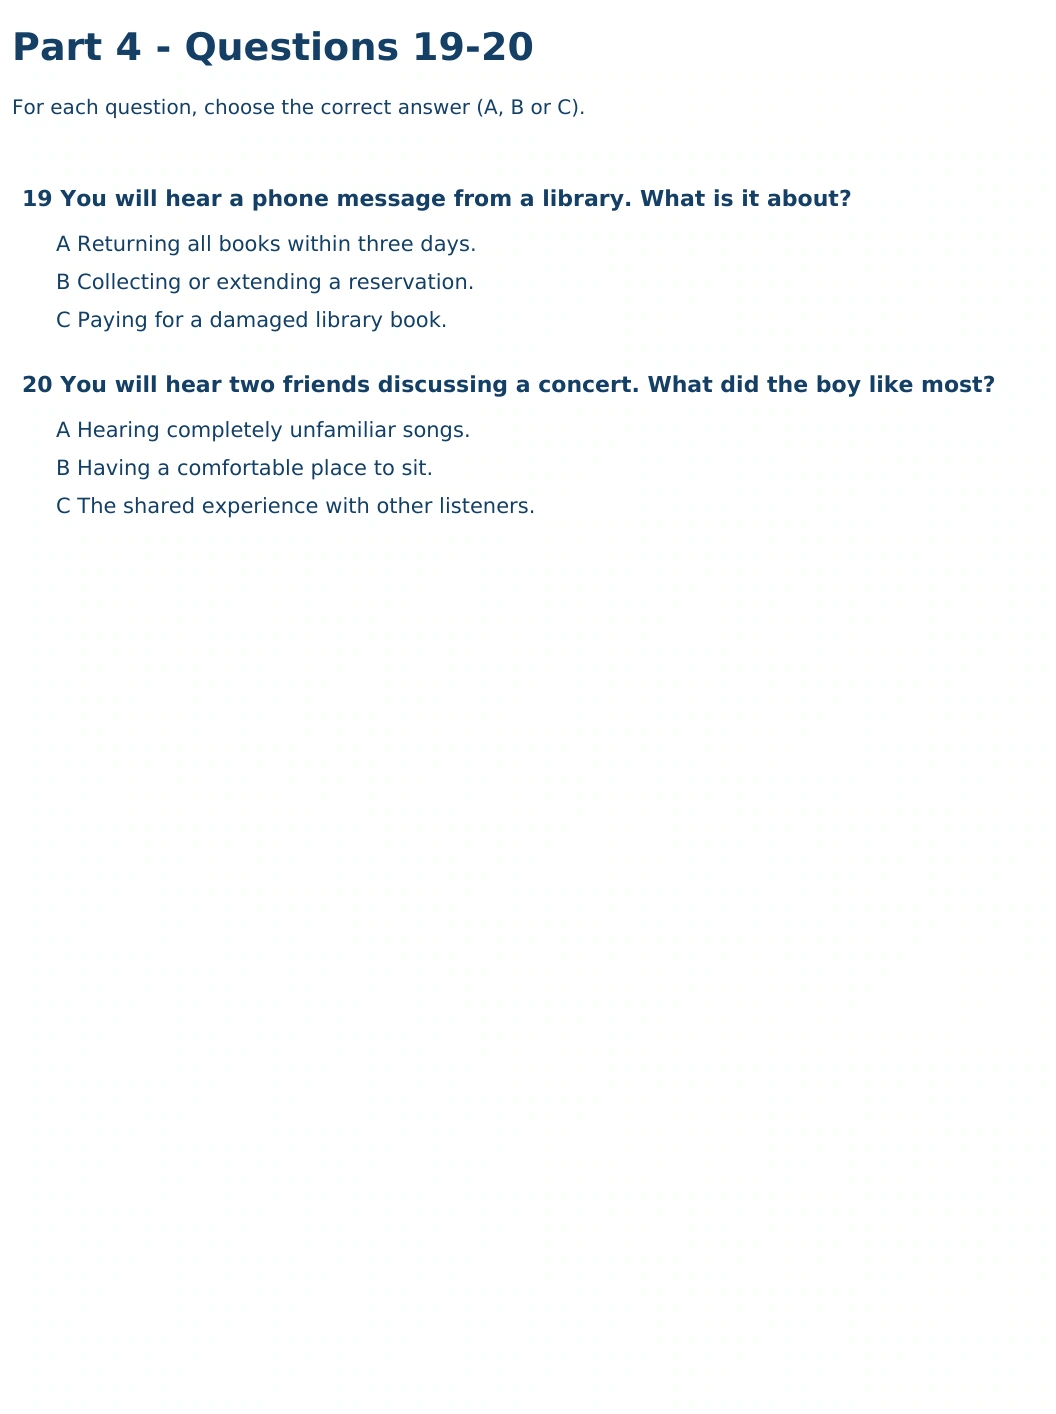 Part 4 - Questions 19-20
For each question, choose the correct answer (A, B or C).
19 You will hear a phone message from a library. What is it about?
A Returning all books within three days.
B Collecting or extending a reservation.
C Paying for a damaged library book.
20 You will hear two friends discussing a concert. What did the boy like most?
A Hearing completely unfamiliar songs.
B Having a comfortable place to sit.
C The shared experience with other listeners.